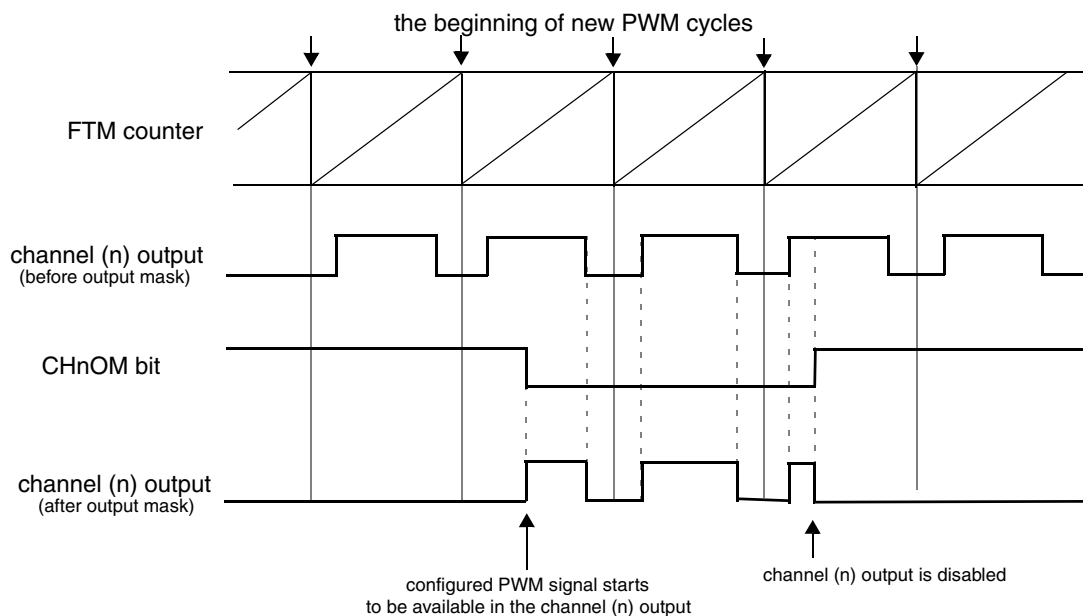 the beginning of new PWM cycles
FTM counter
channel (n) output
(before output mask)
CHnOM bit
channel (n) output
(after output mask)
configured PWM signal starts
to be available in the channel (n) output
channel (n) output is disabled